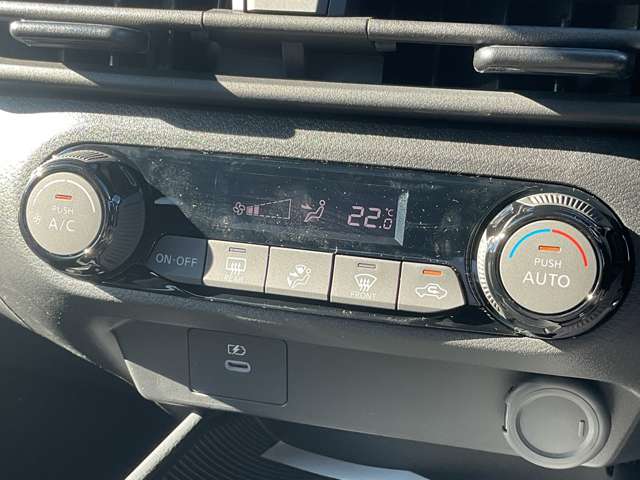 PUSH
A/C
22.0
°C
ON-OFF
REAR
FRONT
PUSH
AUTO